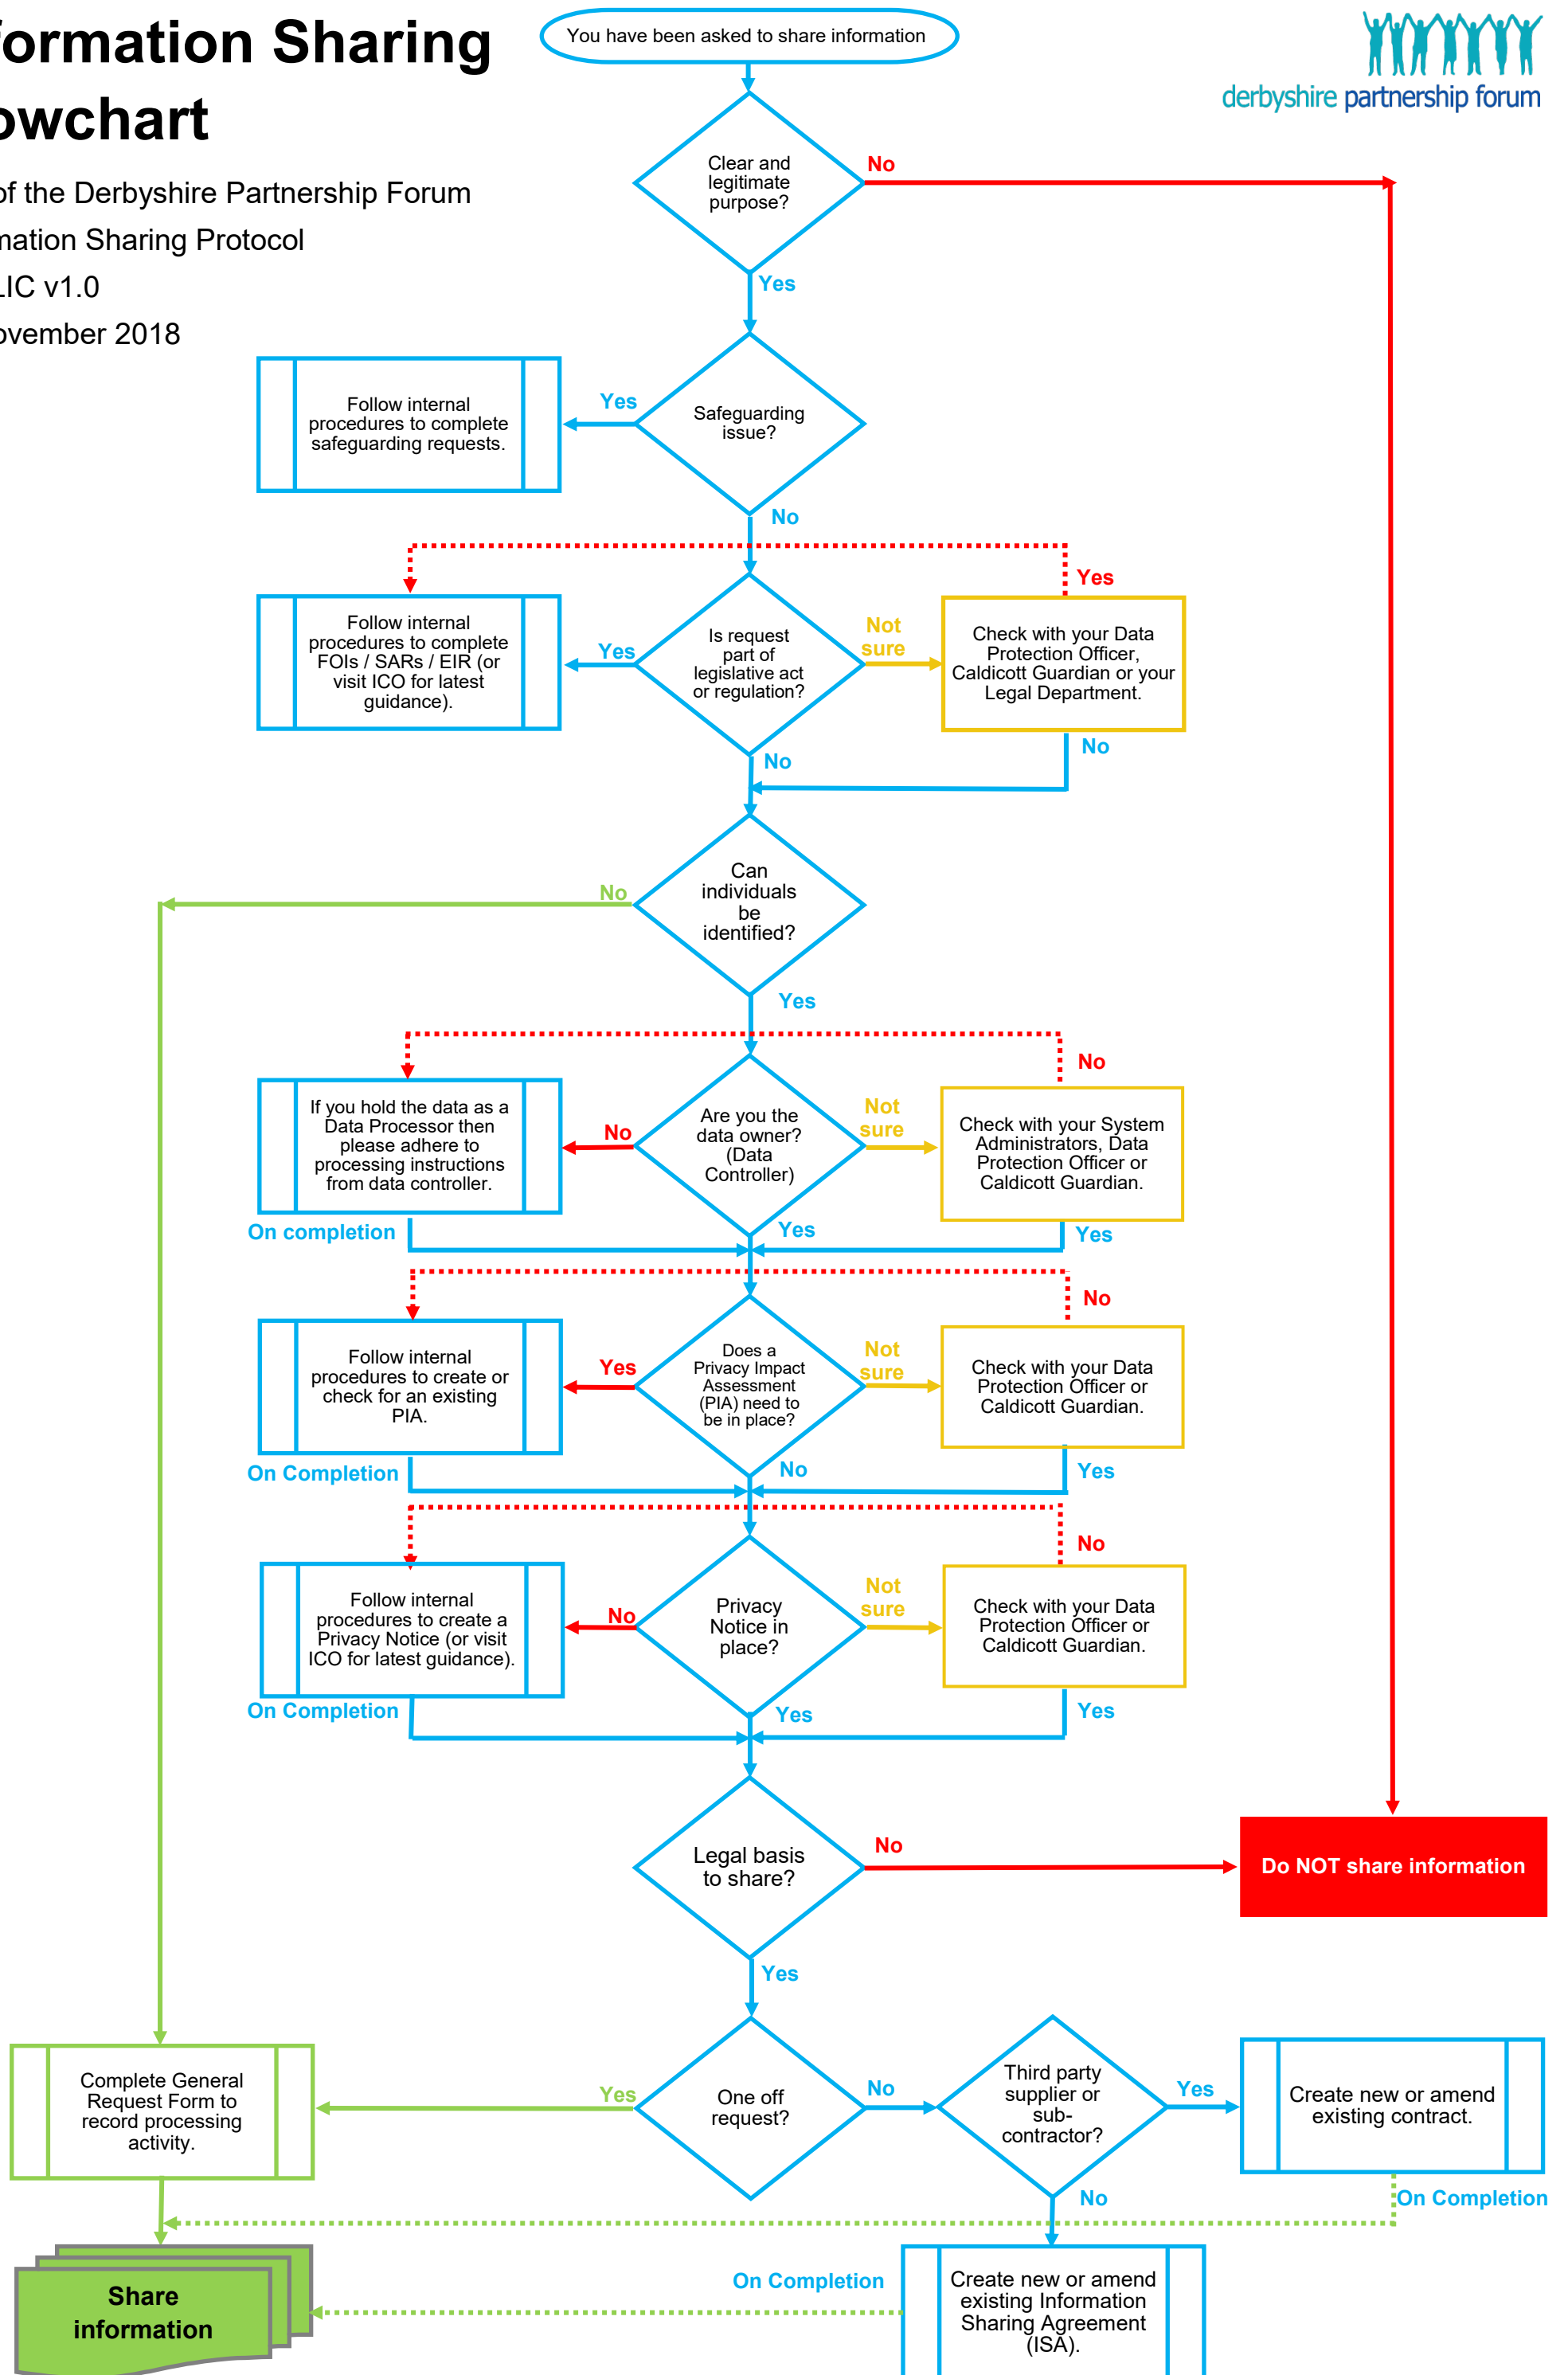 formation Sharing
owchart
of the Derbyshire Partnership Forum
mation Sharing Protocol
LIC v1.0
ovember 2018
You have been asked to share information
derbyshire partnership forum
Clear and
legitimate
purpose?
No
Yes
Safeguarding
issue?
Yes
Follow internal
procedures to complete
safeguarding requests.
No
Is request
part of
legislative act
or regulation?
Yes
Follow internal
procedures to complete
FOIs / SARs / EIR (or
visit ICO for latest
guidance).
Not
sure
Yes
Check with your Data
Protection Officer,
Caldicott Guardian or your
Legal Department.
No
No
Can
individuals
be
identified?
No
Yes
Are you the
data owner?
(Data
Controller)
No
If you hold the data as a
Data Processor then
please adhere to
processing instructions
from data controller.
On completion
Not
sure
No
Check with your System
Administrators, Data
Protection Officer or
Caldicott Guardian.
Yes
Yes
Does a
Privacy Impact
Assessment
(PIA) need to
be in place?
Yes
Follow internal
procedures to create or
check for an existing
PIA.
On Completion
Not
sure
No
Check with your Data
Protection Officer or
Caldicott Guardian.
Yes
No
Privacy
Notice in
place?
No
Follow internal
procedures to create a
Privacy Notice (or visit
ICO for latest guidance).
On Completion
Not
sure
No
Check with your Data
Protection Officer or
Caldicott Guardian.
Yes
Yes
Legal basis
to share?
No
Do NOT share information
Yes
One off
request?
Yes
Complete General
Request Form to
record processing
activity.
No
Third party
supplier or
sub-
contractor?
Yes
Create new or amend
existing contract.
On Completion
No
Create new or amend
existing Information
Sharing Agreement
(ISA).
On Completion
Share
information